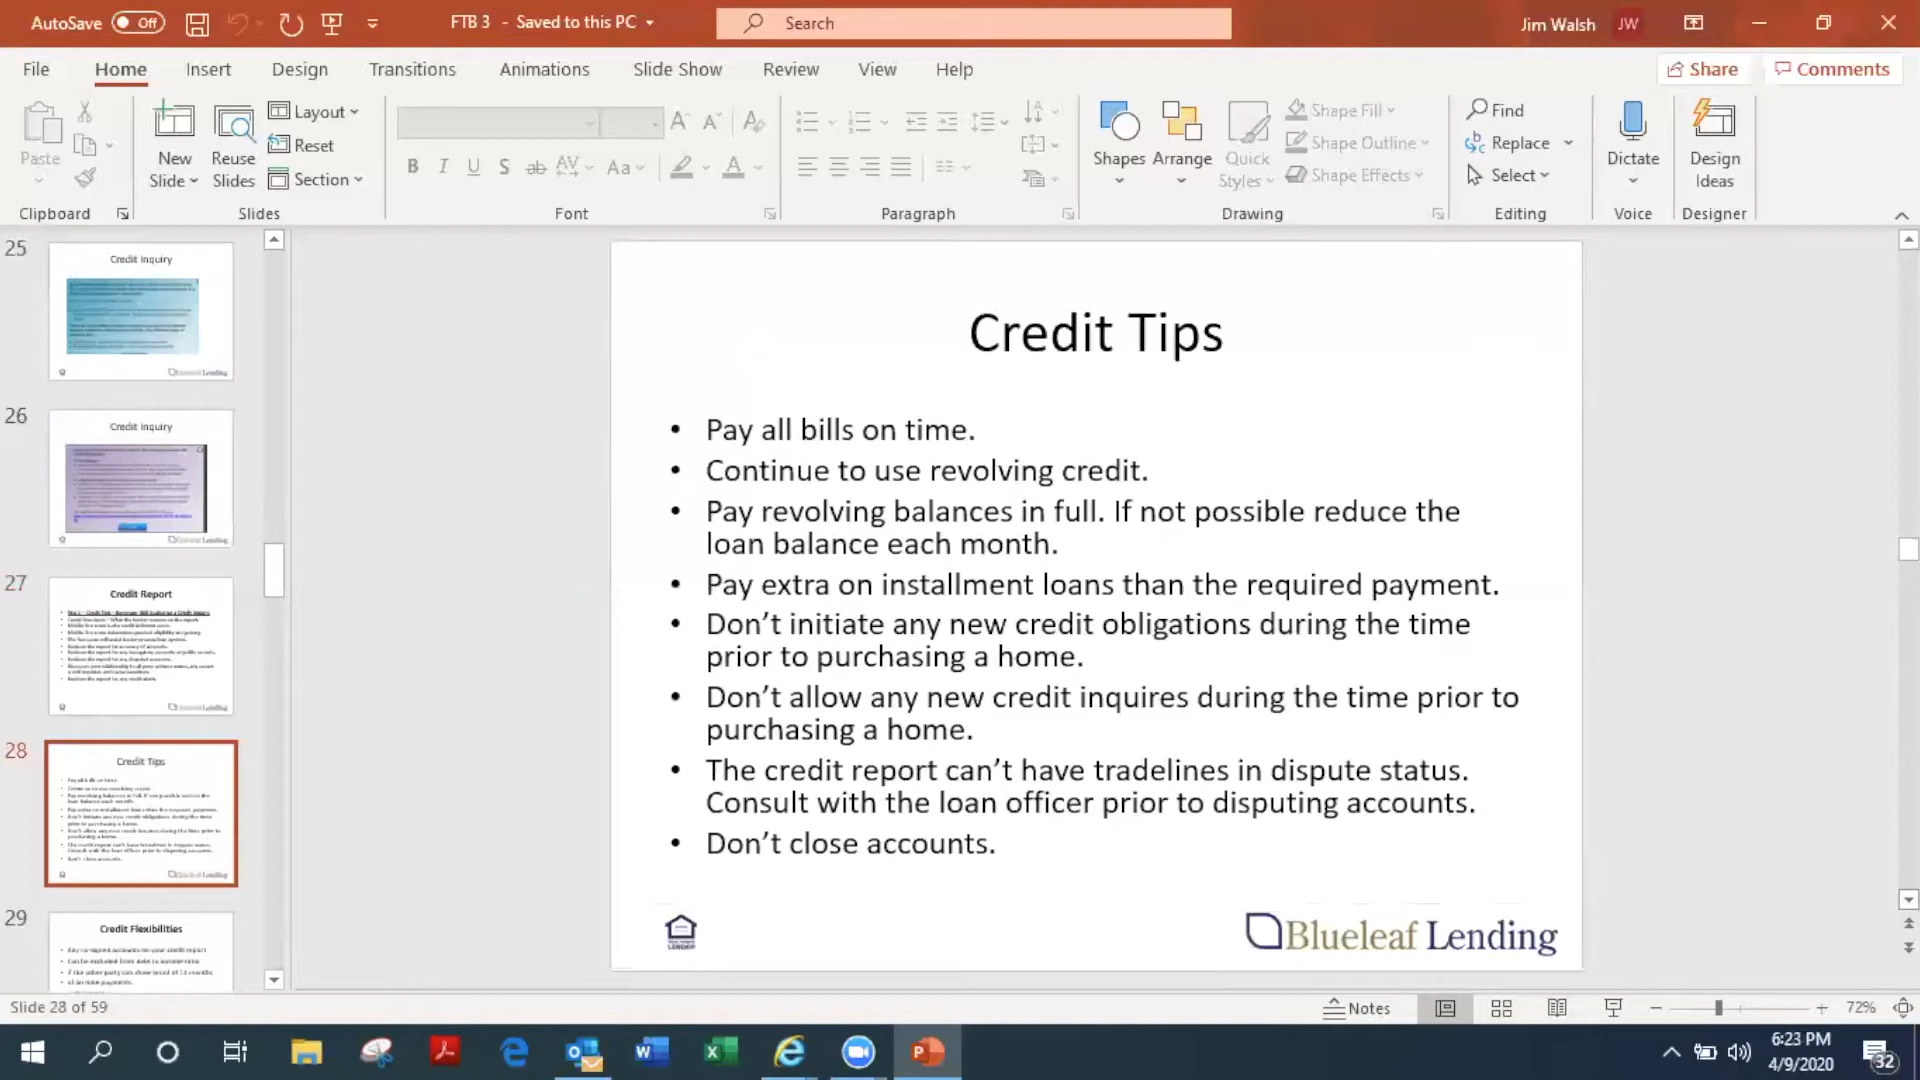 AutoSave Off FTB 3 - Saved to this PC Search Jim Walsh JW
File Home Insert Design Transitions Animations Slide Show Review View Help Share Comments
Paste
Clipboard
New Slide
Reuse Slides
Layout
Reset
Section
Slides
B I U S ab AV Aa A
Font
Paragraph
Shapes
Arrange
Quick Styles
Shape Fill
Shape Outline
Shape Effects
Drawing
Find
Replace
Select
Editing
Dictate
Voice
Design Ideas
Designer
25
Credit Inquiry
26
Credit Inquiry
27
Credit Report
28
Credit Tips
29
Credit Flexibilities
Credit Tips
• Pay all bills on time.
• Continue to use revolving credit.
• Pay revolving balances in full. If not possible reduce the
loan balance each month.
• Pay extra on installment loans than the required payment.
• Don’t initiate any new credit obligations during the time
prior to purchasing a home.
• Don’t allow any new credit inquires during the time prior to
purchasing a home.
• The credit report can’t have tradelines in dispute status.
Consult with the loan officer prior to disputing accounts.
• Don’t close accounts.
Blueleaf Lending
Slide 28 of 59 Notes 72%
6:23 PM
4/9/2020
32